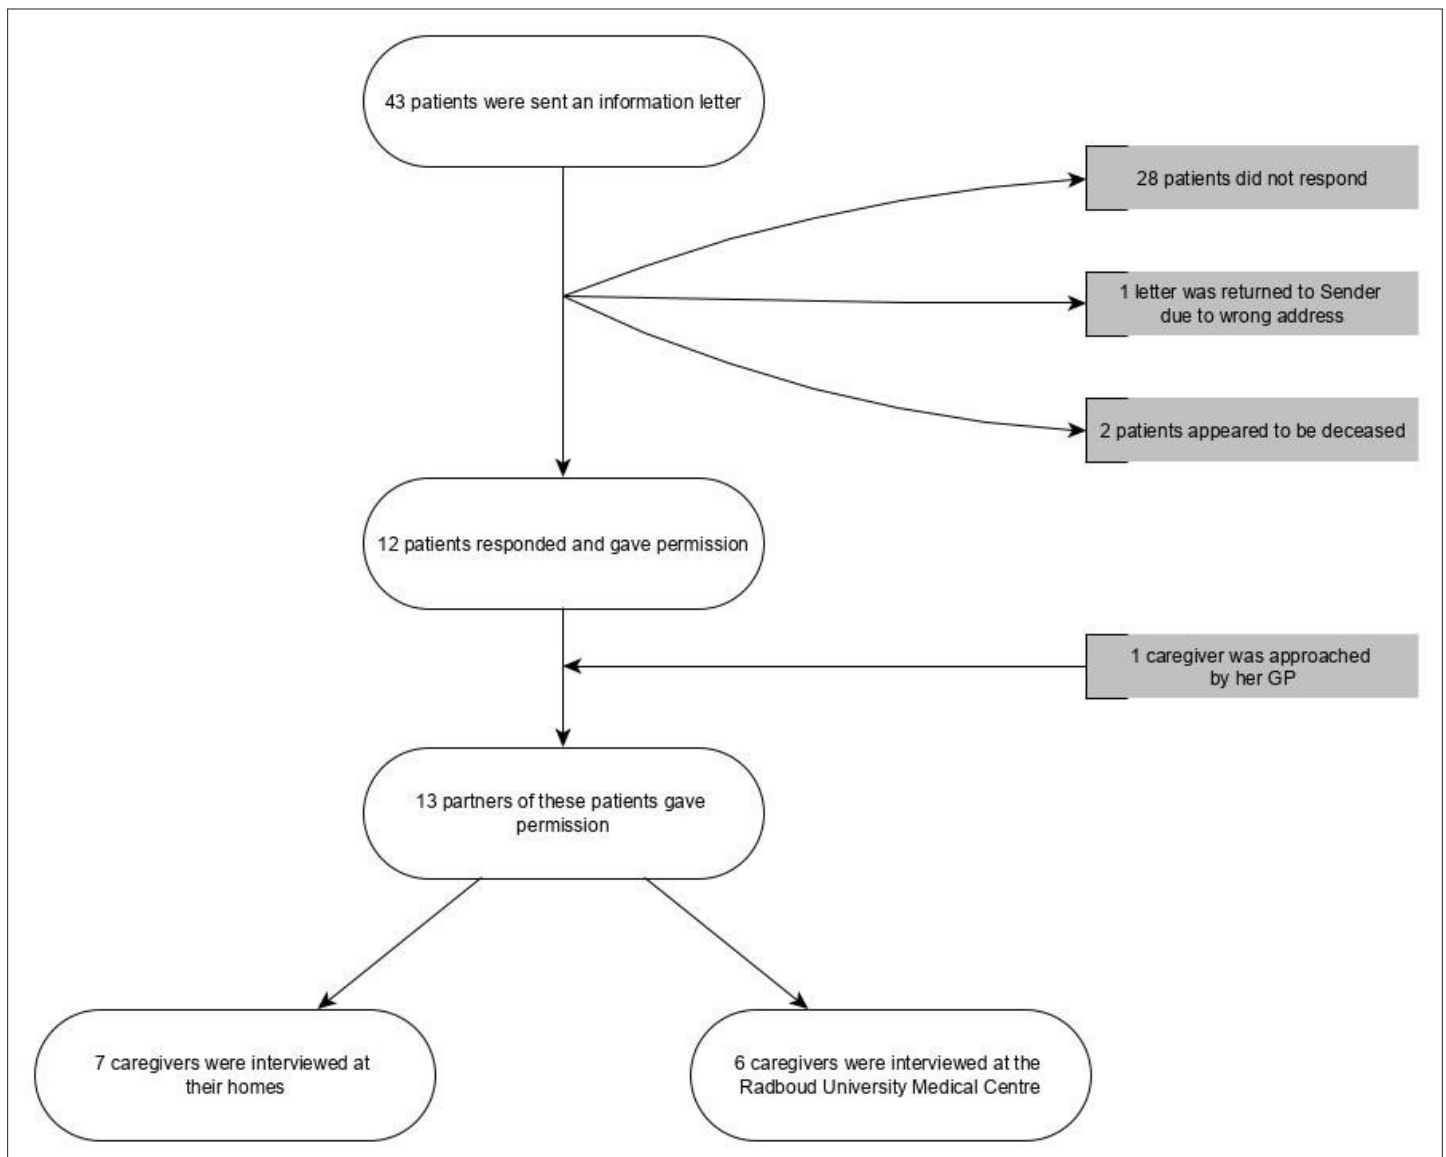 43 patients were sent an information letter
28 patients did not respond
1 letter was returned to Sender
due to wrong address
2 patients appeared to be deceased
12 patients responded and gave permission
1 caregiver was approached
by her GP
13 partners of these patients gave
permission
7 caregivers were interviewed at
their homes
6 caregivers were interviewed at the
Radboud University Medical Centre